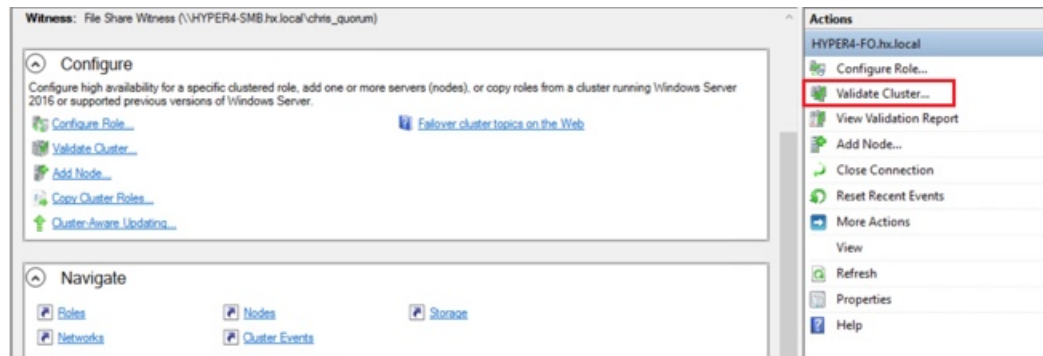 Witness: File Share Witness (\\HYPER4-SMB.hx.local\chris_quorum)
Configure
Configure high availability for a specific clustered role, add one or more servers (nodes), or copy roles from a cluster running Windows Server
2016 or supported previous versions of Windows Server.
Configure Role...
Failover cluster topics on the Web
Validate Cluster...
Add Node...
Copy Cluster Roles...
Cluster-Aware Updating...
Navigate
Roles
Nodes
Storage
Networks
Cluster Events
Actions
HYPER4-FO.hx.local
Configure Role...
Validate Cluster...
View Validation Report
Add Node...
Close Connection
Reset Recent Events
More Actions
View
Refresh
Properties
Help